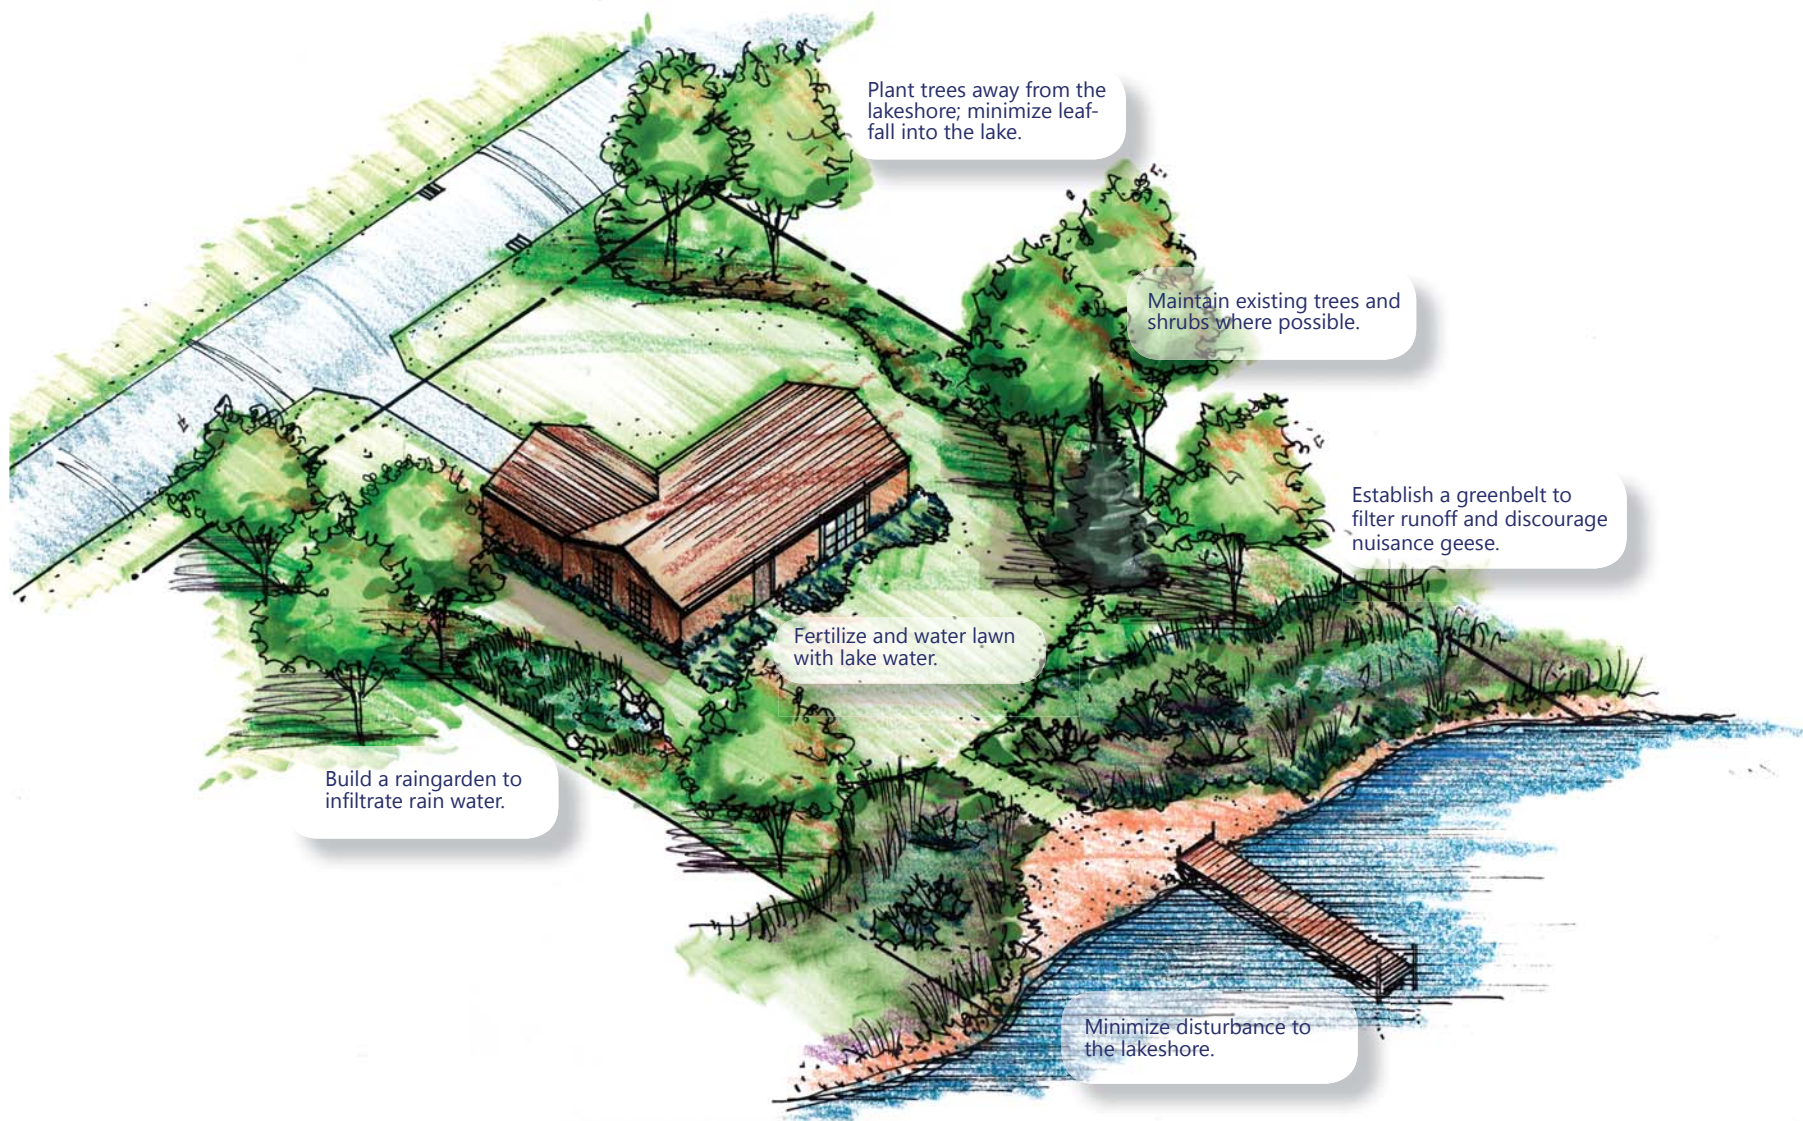 Plant trees away from the
lakeshore; minimize leaf-
fall into the lake.
Maintain existing trees and
shrubs where possible.
Establish a greenbelt to
filter runoff and discourage
nuisance geese.
Fertilize and water lawn
with lake water.
Build a raingarden to
infiltrate rain water.
Minimize disturbance to
the lakeshore.